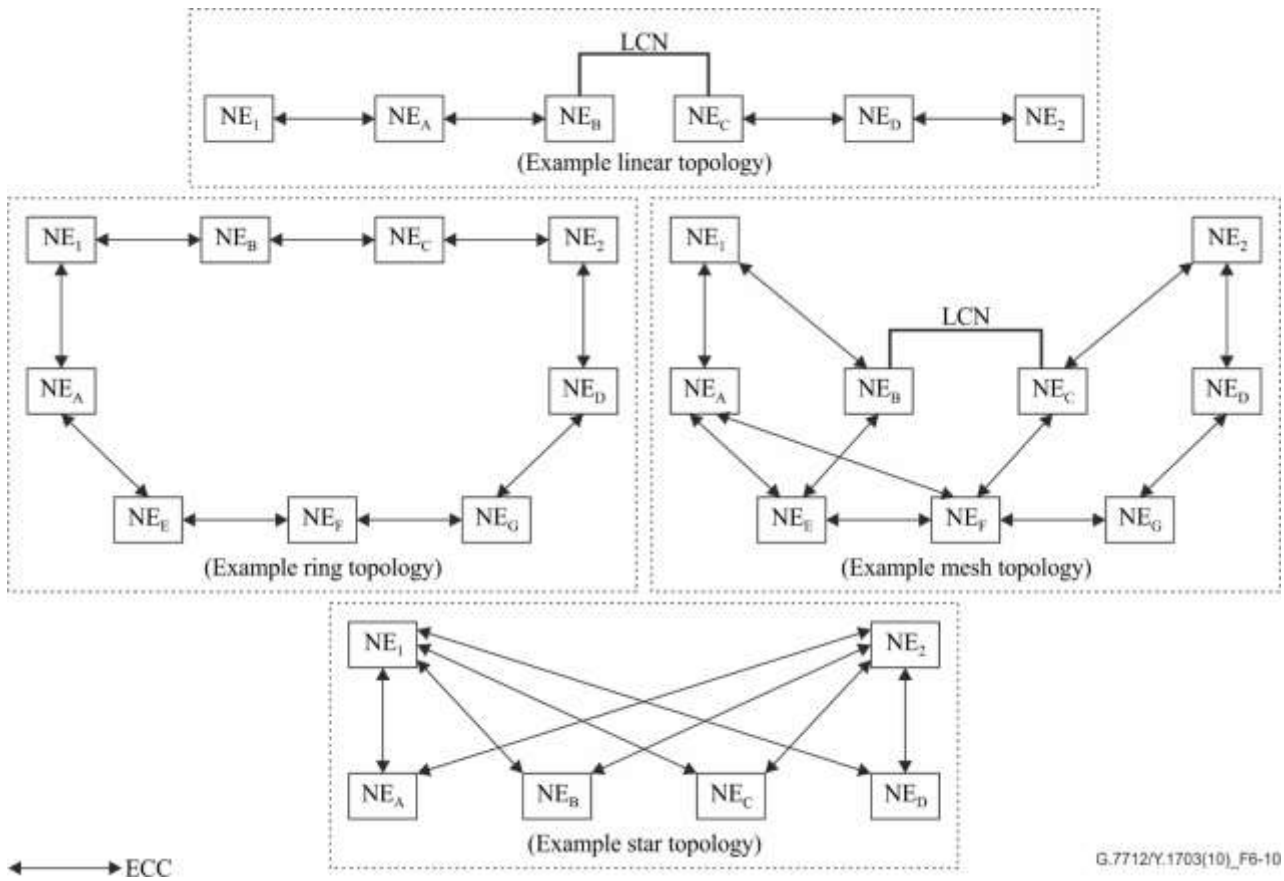 LCN
NE1 NEA NEB NEC NED NE2
(Example linear topology)
NE1 NEB NEC NE2
NEA NED
NEE NEF NEG
(Example ring topology)
NE1 NE2
LCN
NEA NEB NEC NED
NEE NEF NEG
(Example mesh topology)
NE1 NE2
NEA NEB NEC NED
(Example star topology)
ECC
G.7712/Y.1703(10)_F6-10